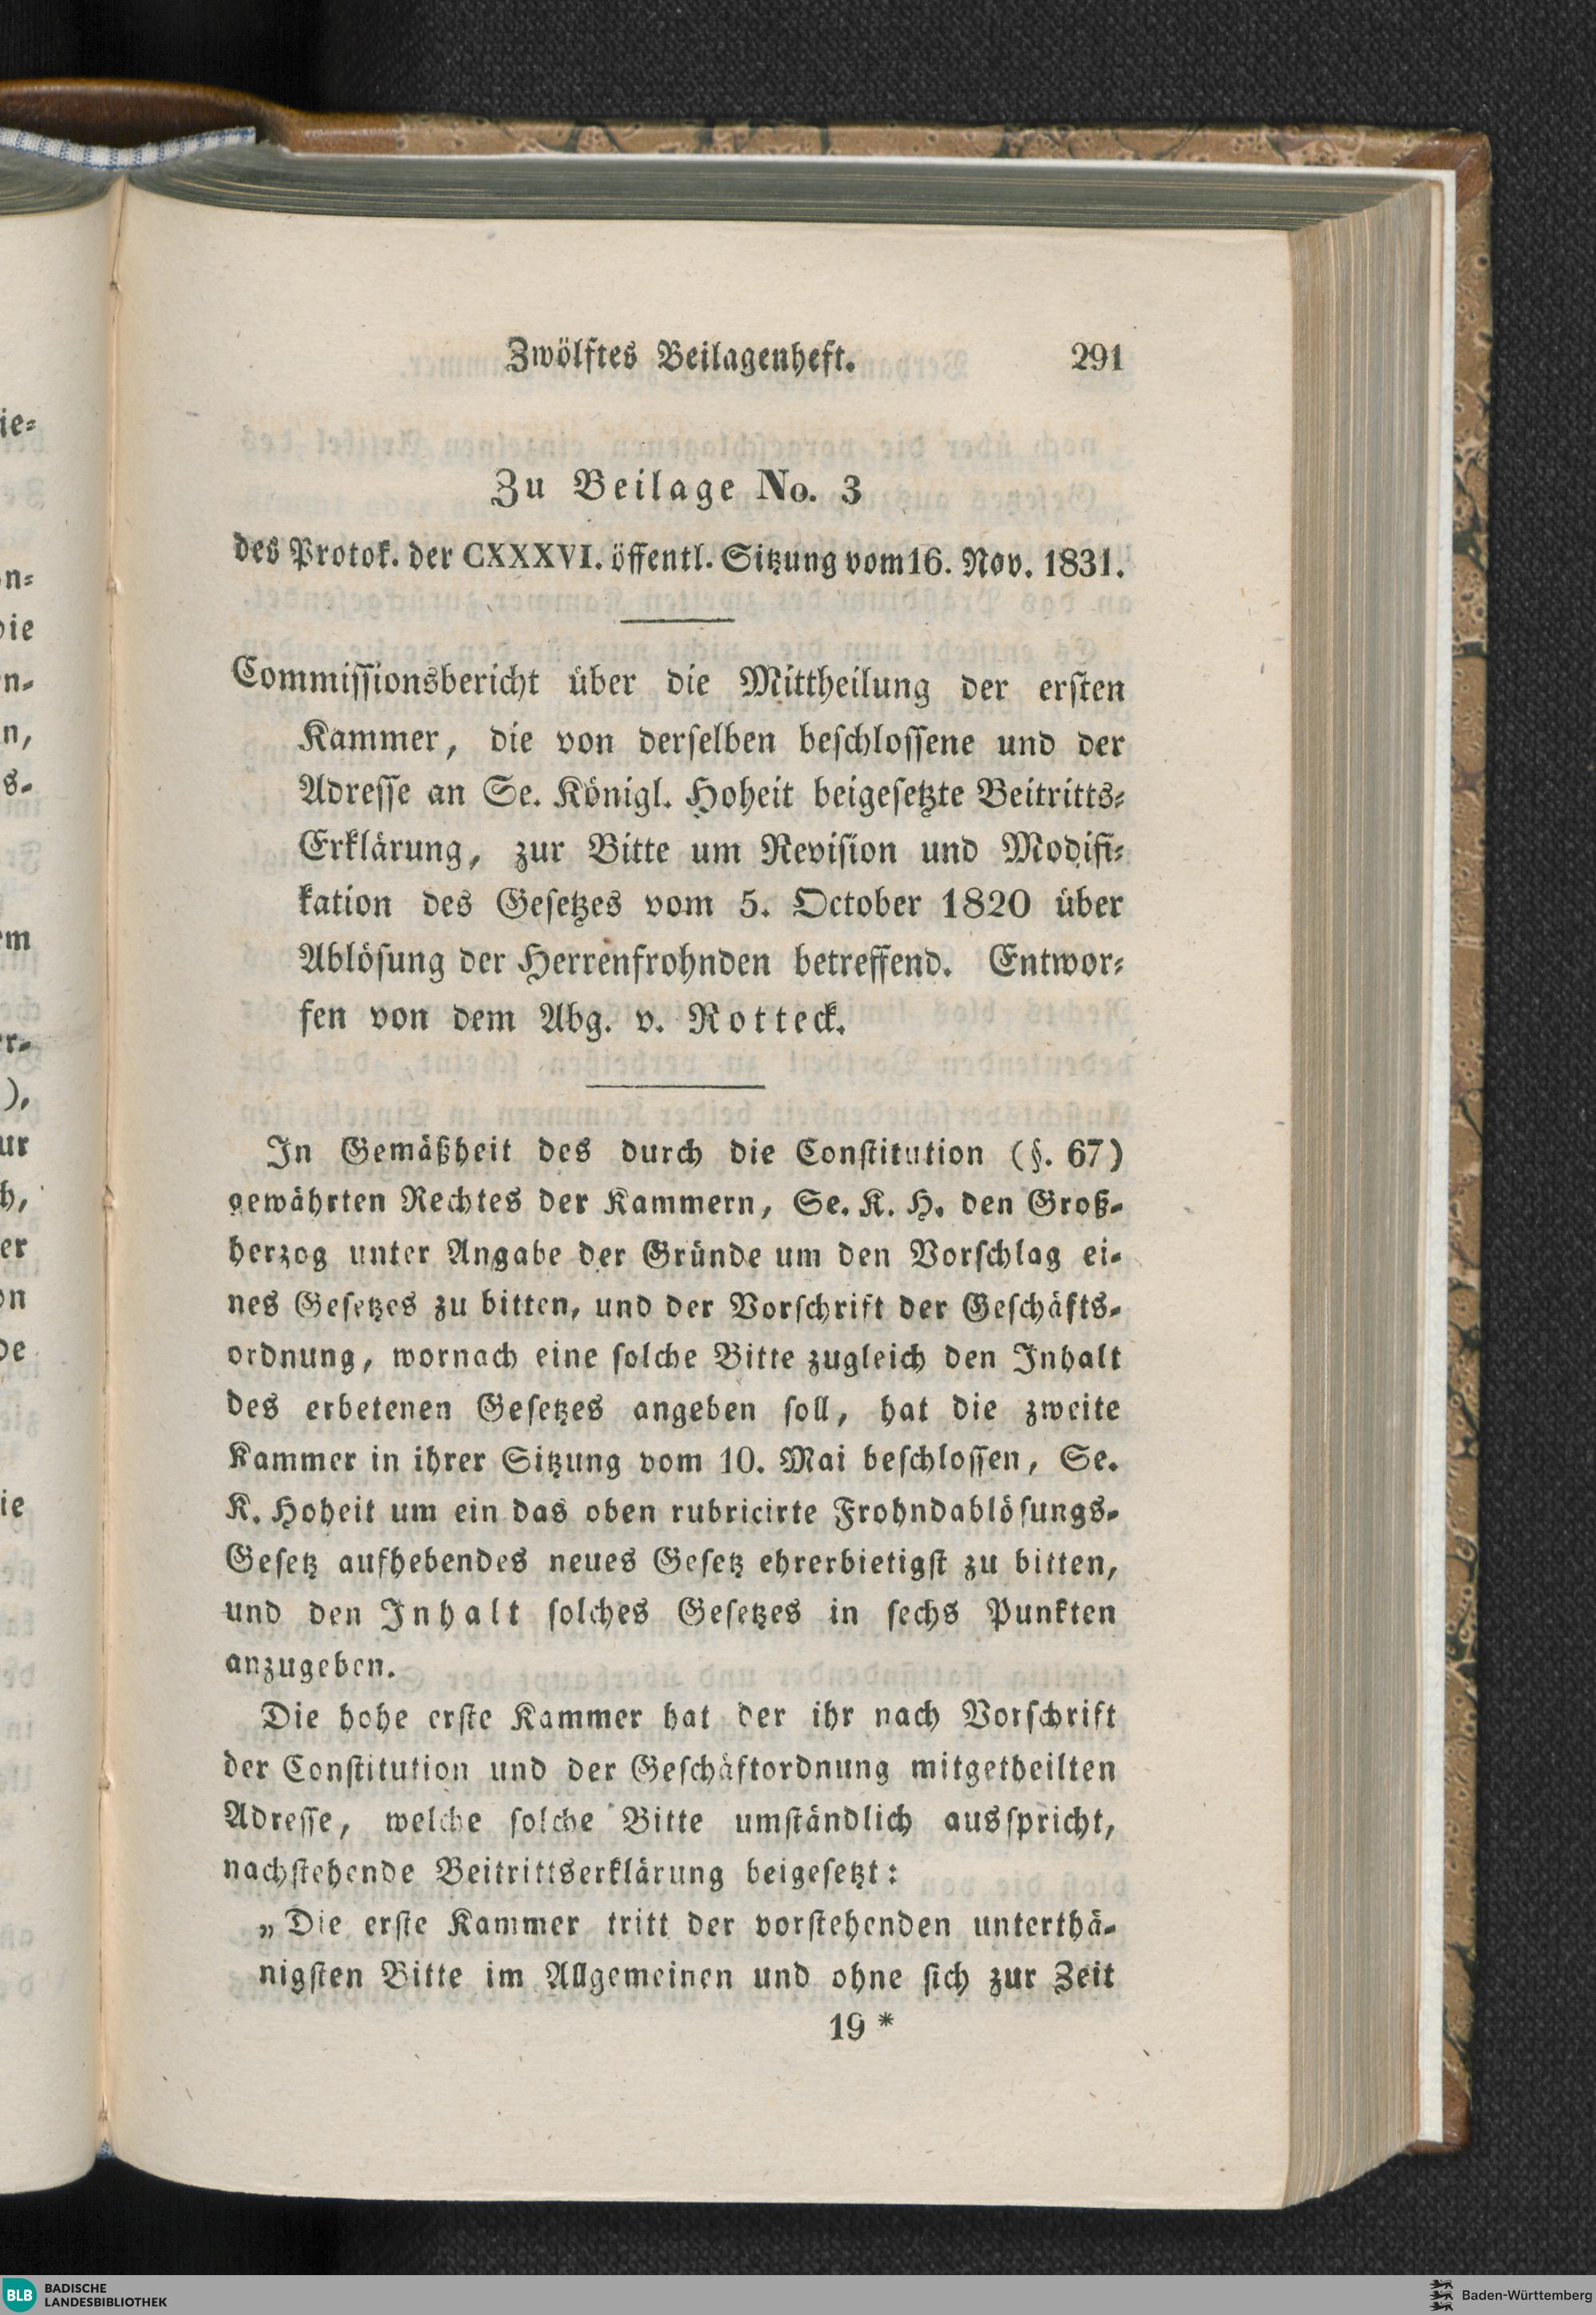 Zwölftes Beilagenheft. 291
Zu Beilage No. 3
des Protok. der CXXXVI. öffentl. Sitzung vom 16. Nov. 1831.
Commissionsbericht über die Mittheilung der ersten
Kammer, die von derselben beschlossene und der
Adresse an Se. Königl. Hoheit beigesetzte Beitritts-
Erklärung, zur Bitte um Revision und Modifi-
kation des Gesetzes vom 5. October 1820 über
Ablösung der Herrenfrohnden betreffend. Entwor-
fen von dem Abg. v. Rotteck.
In Gemäßheit des durch die Constitution (§. 67)
gewährten Rechtes der Kammern, Se. K. H. den Groß-
herzog unter Angabe der Gründe um den Vorschlag ei-
nes Gesetzes zu bitten, und der Vorschrift der Geschäfts-
ordnung, wornach eine solche Bitte zugleich den Inhalt
des erbetenen Gesetzes angeben soll, hat die zweite
Kammer in ihrer Sitzung vom 10. Mai beschlossen, Se.
K. Hoheit um ein das oben rubricirte Frohndablösungs-
Gesetz aufhebendes neues Gesetz ehrerbietigst zu bitten,
und den Inhalt solches Gesetzes in sechs Punkten
anzugeben.
Die hohe erste Kammer hat der ihr nach Vorschrift
der Constitution und der Geschäftordnung mitgetheilten
Adresse, welche solche Bitte umständlich ausspricht,
nachstehende Beitrittserklärung beigesetzt:
„Die erste Kammer tritt der vorstehenden unterthä-
nigsten Bitte im Allgemeinen und ohne sich zur Zeit
19 *
BLB BADISCHE
LANDESBIBLIOTHEK
Baden-Württemberg